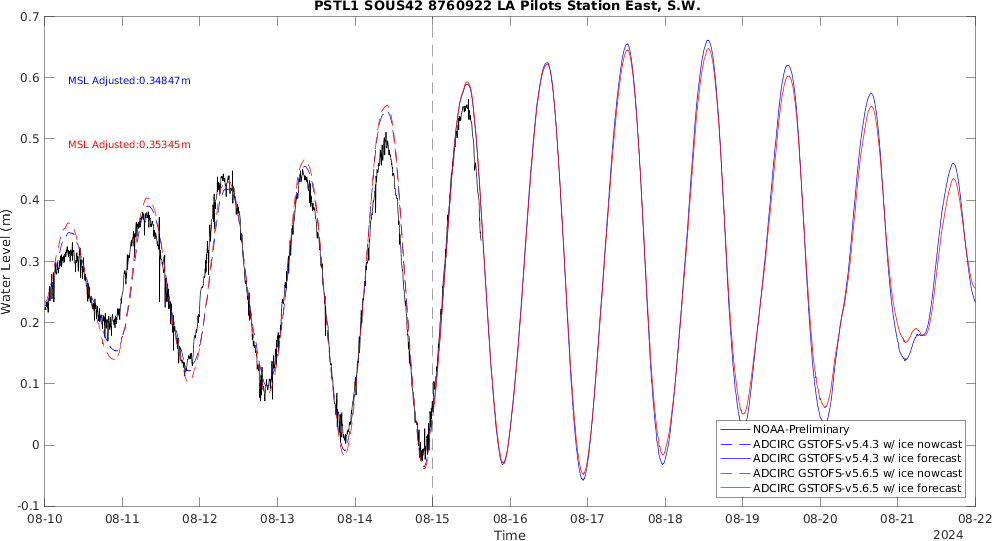 PSTL1 SOUS42 8760922 LA Pilots Station East, S.W.
0.7
0.6
0.5
0.4
0.3
0.2
0.1
0
-0.1
Water Level (m)
MSL Adjusted:0.34847m
MSL Adjusted:0.35345m
NOAA-Preliminary
ADCIRC GSTOFS-v5.4.3 w/ ice nowcast
ADCIRC GSTOFS-v5.4.3 w/ ice forecast
ADCIRC GSTOFS-v5.6.5 w/ ice nowcast
ADCIRC GSTOFS-v5.6.5 w/ ice forecast
08-10 08-11 08-12 08-13 08-14 08-15 08-16 08-17 08-18 08-19 08-20 08-21 08-22
Time
2024